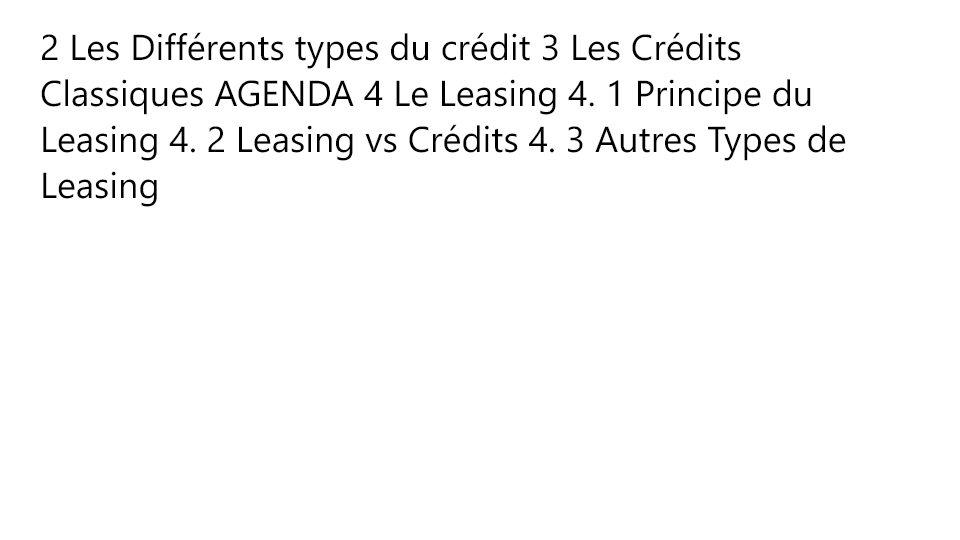 2 Les Différents types du crédit 3 Les Crédits
Classiques AGENDA 4 Le Leasing 4. 1 Principe du
Leasing 4. 2 Leasing vs Crédits 4. 3 Autres Types de
Leasing